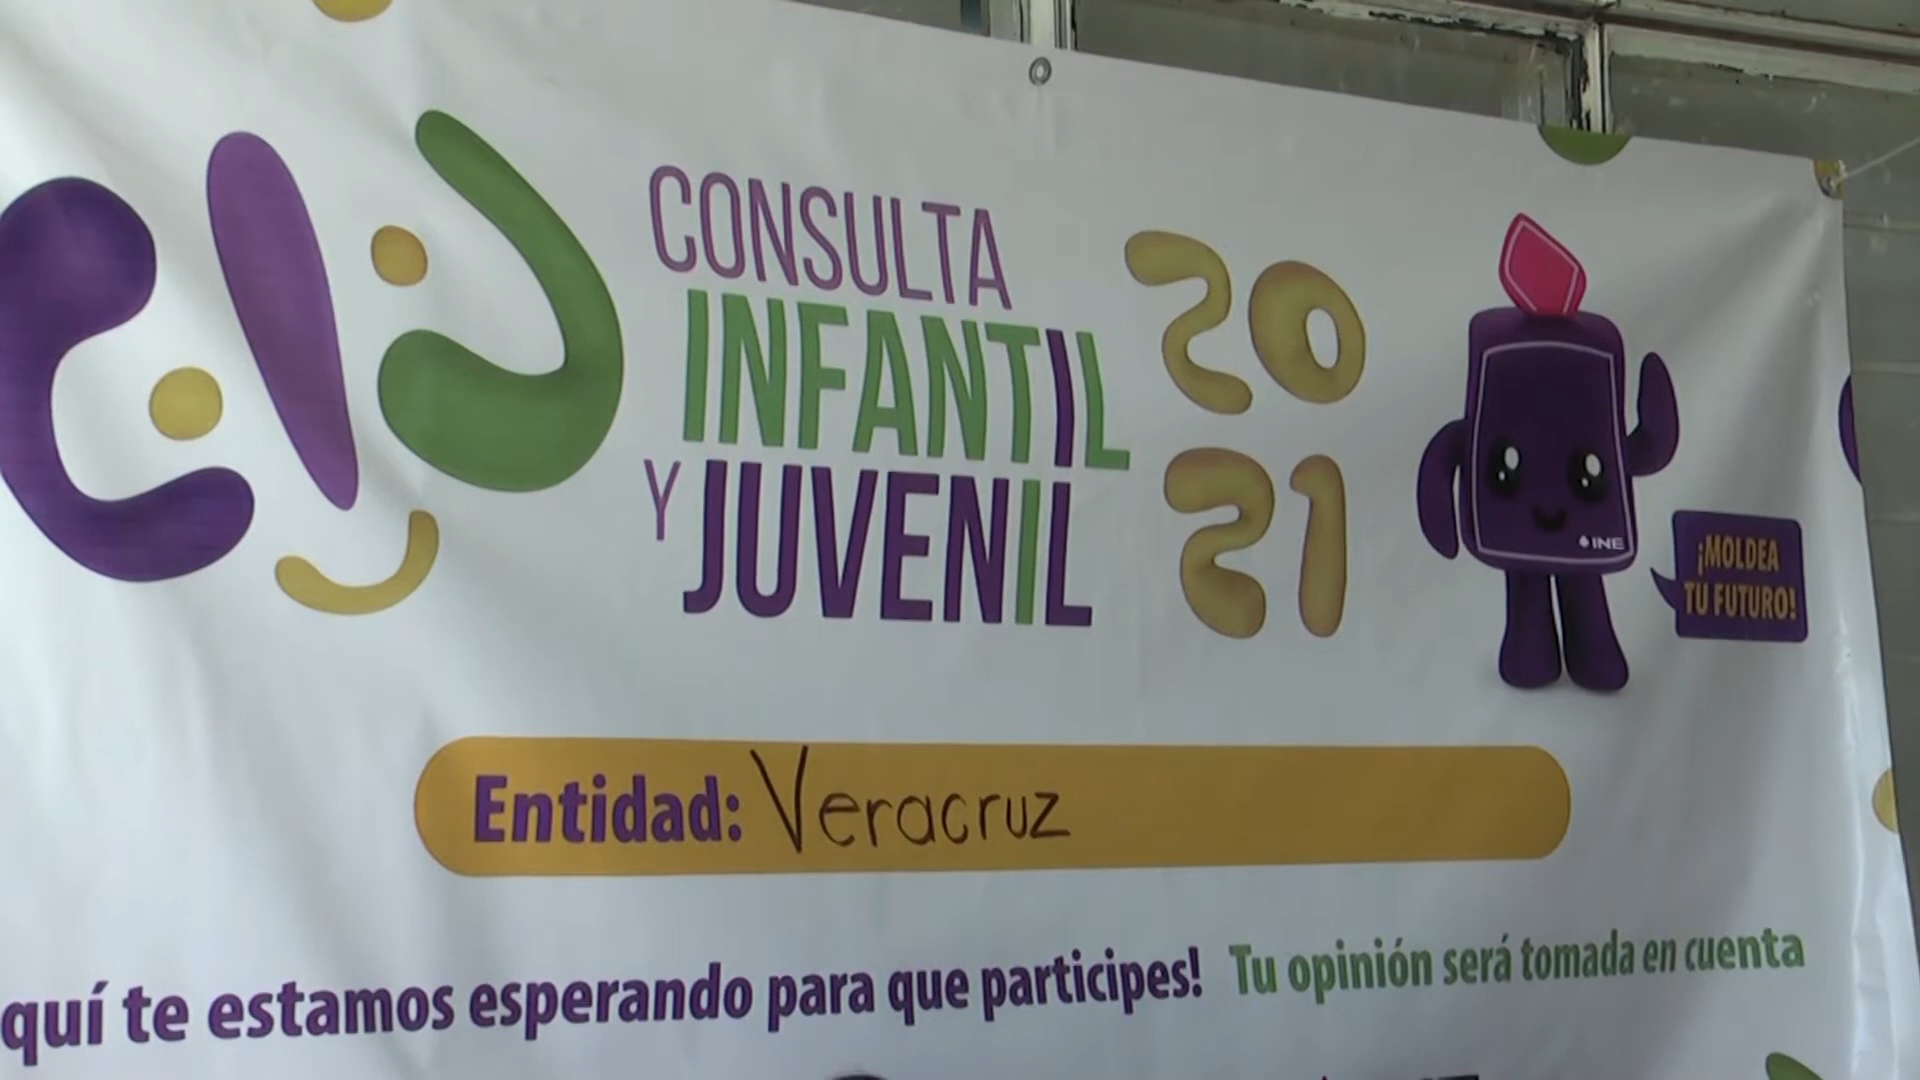 CONSULTA
INFANTIL
Y JUVENIL
20
21
INE
¡MOLDEA
TU FUTURO!
Entidad: Veracruz
quí te estamos esperando para que participes! Tu opinión será tomada en cuenta